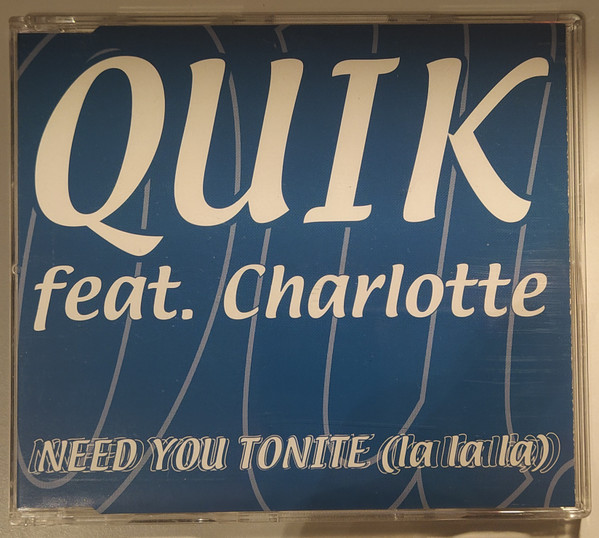 QUIK
feat. Charlotte
NEED YOU TONITE (la la la)